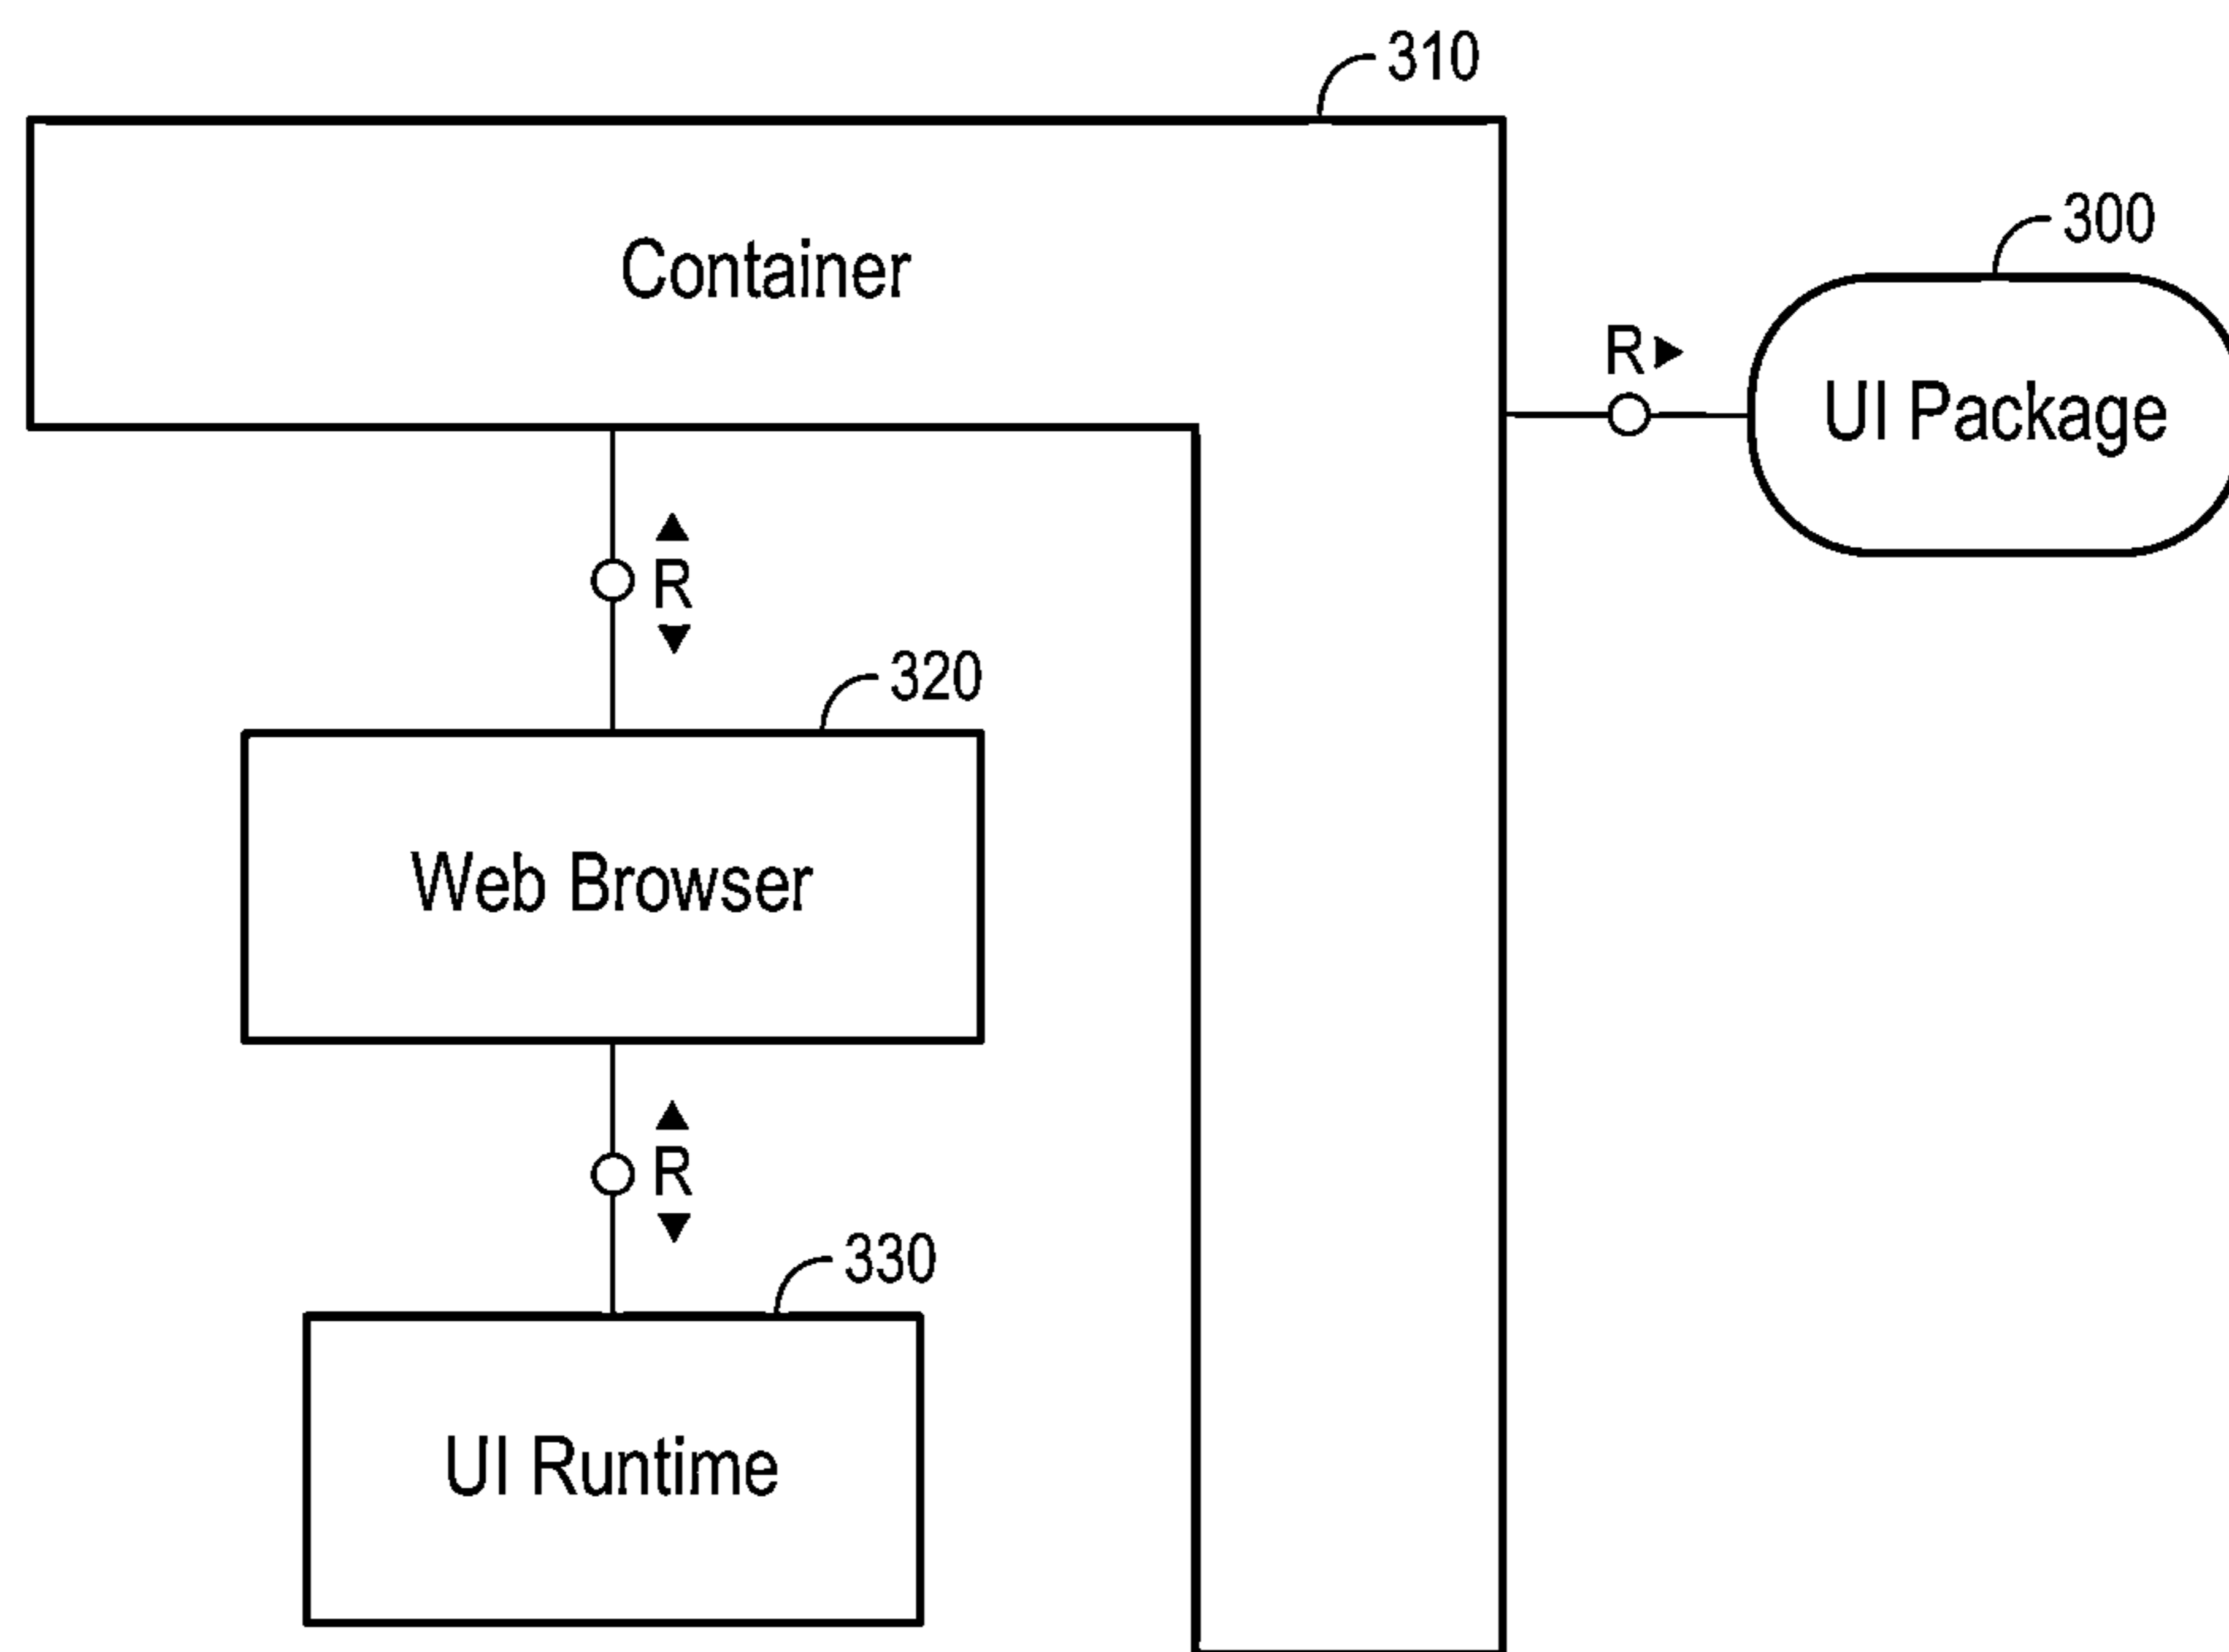 310
Container
300
R
UI Package
R
320
Web Browser
R
330
UI Runtime